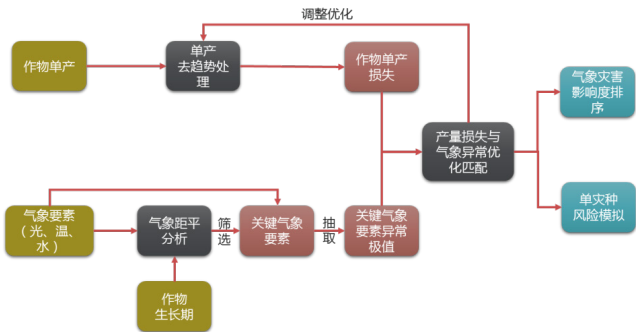 调整优化
作物单产
单产
去趋势处
理
作物单产
损失
气象灾害
影响度排
序
产量损失与
气象异常优
化匹配
单灾种
风险模拟
气象要素
（光、温、
水）
气象距平
分析
筛
选
关键气象
要素
抽
取
关键气象
要素异常
极值
作物
生长期